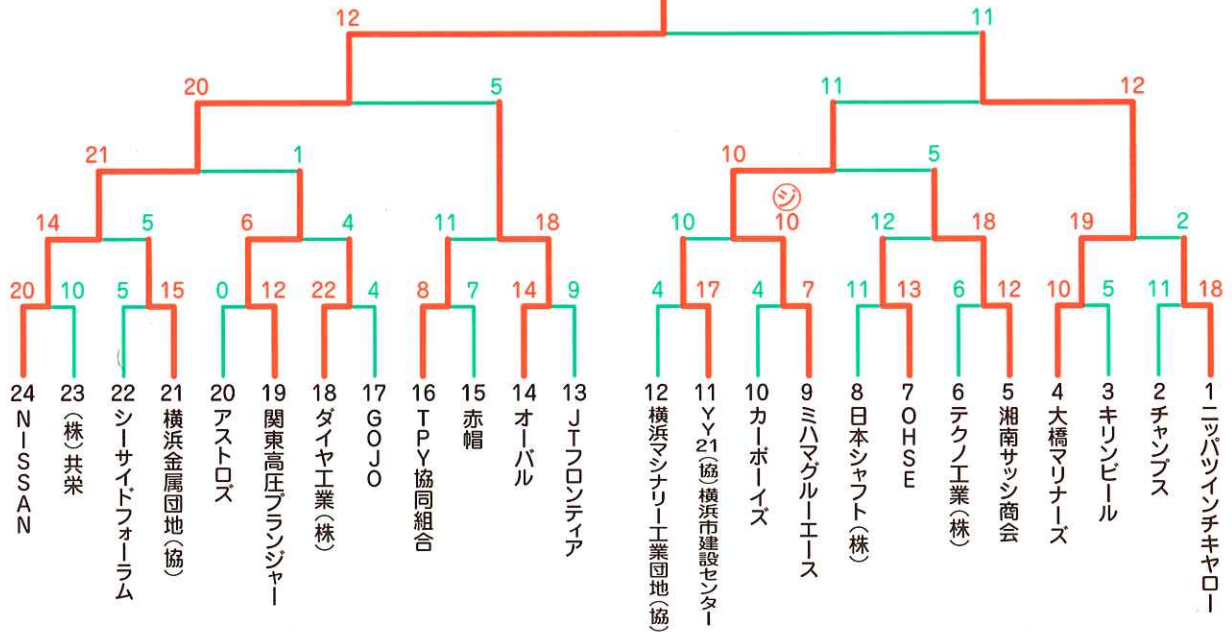 12 11
20 5 11 12
21 1 10 5
14 5 6 4 11 18 10 ジ 10 12 18 19 2
20 10 5 15 0 12 22 4 8 7 14 9 4 17 4 7 11 13 6 12 10 5 11 18
24 NISSAN
23 (株)共栄
22 シーサイドフォーラム
21 横浜金属団地(協)
20 アストロズ
19 関東高圧プランジャー
18 ダイヤ工業(株)
17 GOJO
16 TPY協同組合
15 赤帽
14 オーバル
13 JTフロンティア
12 横浜マシナリー工業団地(協)
11 YY21(協)横浜市建設センター
10 カーボーイズ
9 ミハマグルーエース
8 日本シャフト(株)
7 OHSE
6 テクノ工業(株)
5 湘南サッシ商会
4 大橋マリナーズ
3 キリンビール
2 チャンプス
1 ニッパツインチキヤロー